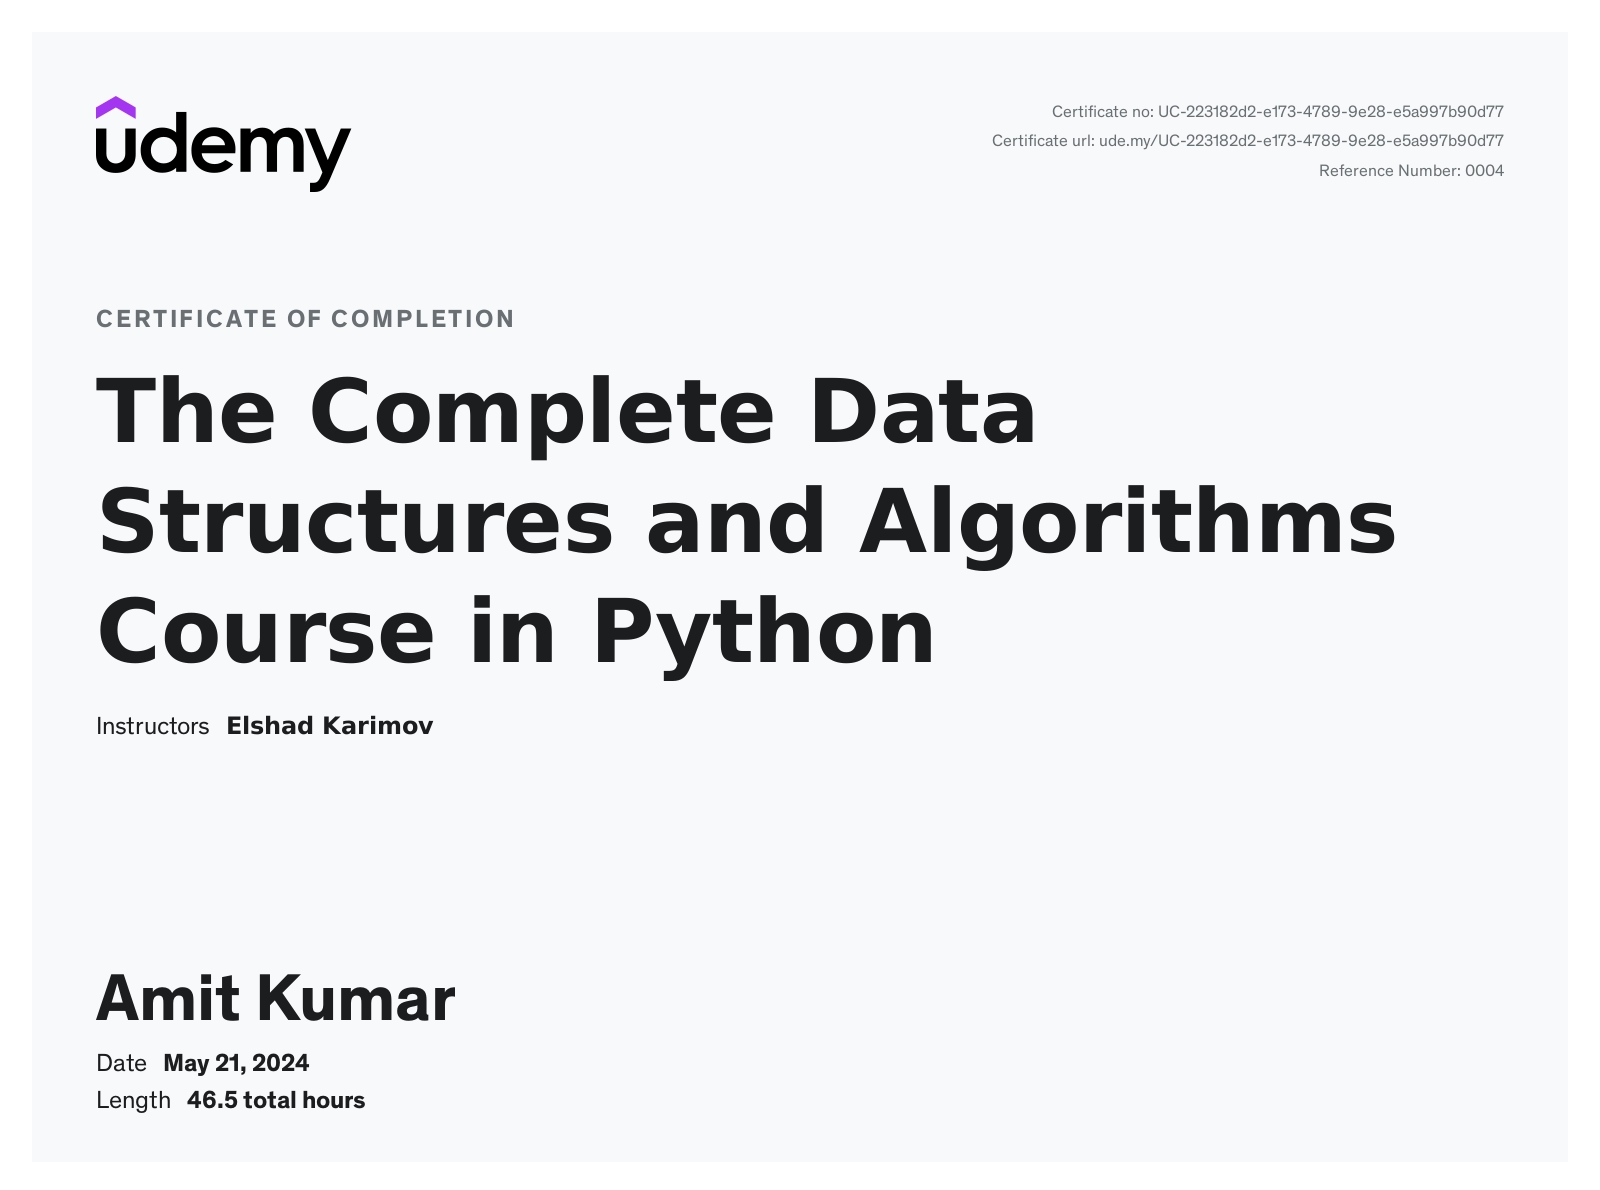 udemy
Certificate no: UC-223182d2-e173-4789-9e28-e5a997b90d77
Certificate url: ude.my/UC-223182d2-e173-4789-9e28-e5a997b90d77
Reference Number: 0004
CERTIFICATE OF COMPLETION
The Complete Data
Structures and Algorithms
Course in Python
Instructors Elshad Karimov
Amit Kumar
Date May 21, 2024
Length 46.5 total hours